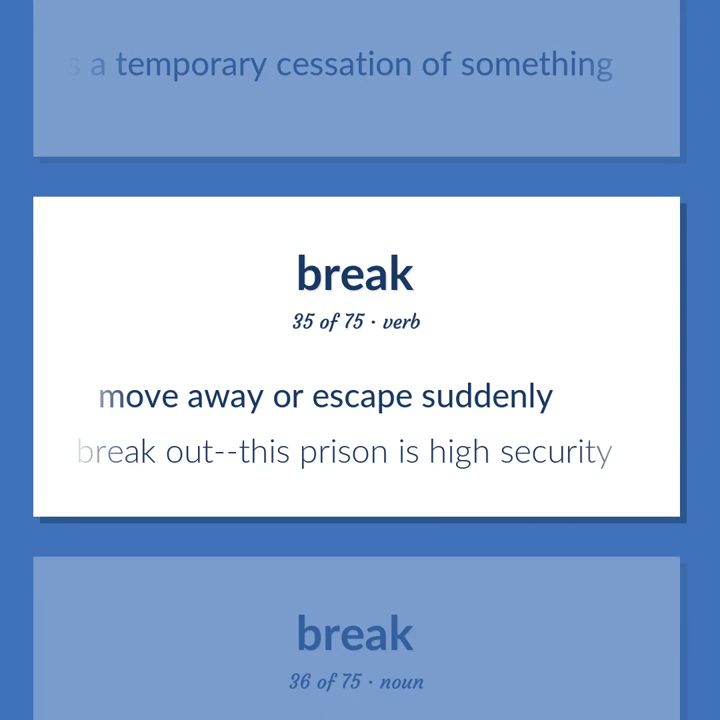 a temporary cessation of something
break
35 of 75 · verb
move away or escape suddenly
break out--this prison is high security
break
36 of 75 · noun